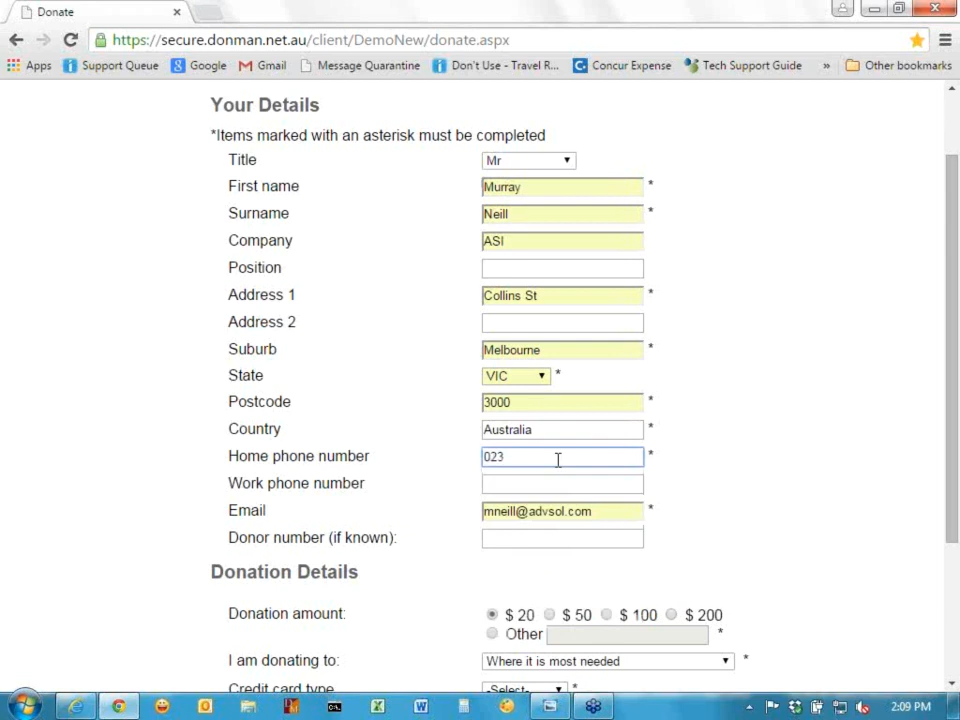 Donate
https://secure.donman.net.au/client/DemoNew/donate.aspx
Apps Support Queue Google Gmail Message Quarantine Don't Use - Travel R... Concur Expense Tech Support Guide » Other bookmarks
Your Details
*Items marked with an asterisk must be completed
Title Mr
First name Murray *
Surname Neill *
Company ASI
Position
Address 1 Collins St *
Address 2
Suburb Melbourne *
State VIC *
Postcode 3000 *
Country Australia *
Home phone number 023 *
Work phone number
Email mneill@advsol.com *
Donor number (if known):
Donation Details
Donation amount: $ 20 $ 50 $ 100 $ 200
Other *
I am donating to: Where it is most needed *
Credit card type -Select- *
2:09 PM